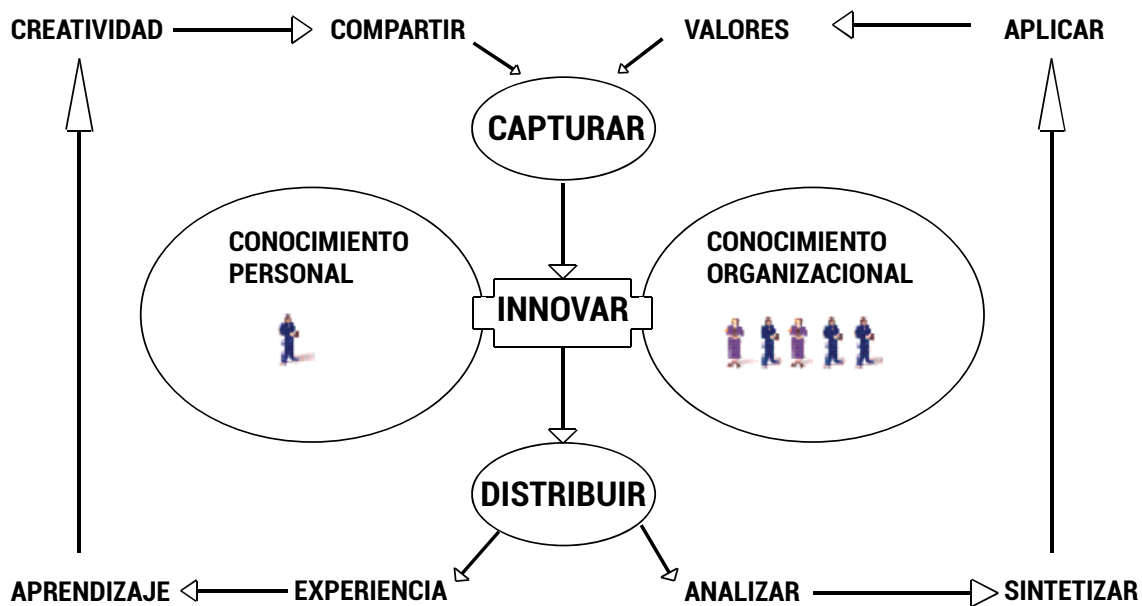 CREATIVIDAD
COMPARTIR
VALORES
APLICAR
CAPTURAR
CONOCIMIENTO
PERSONAL
CONOCIMIENTO
ORGANIZACIONAL
INNOVAR
DISTRIBUIR
APRENDIZAJE
EXPERIENCIA
ANALIZAR
SINTETIZAR